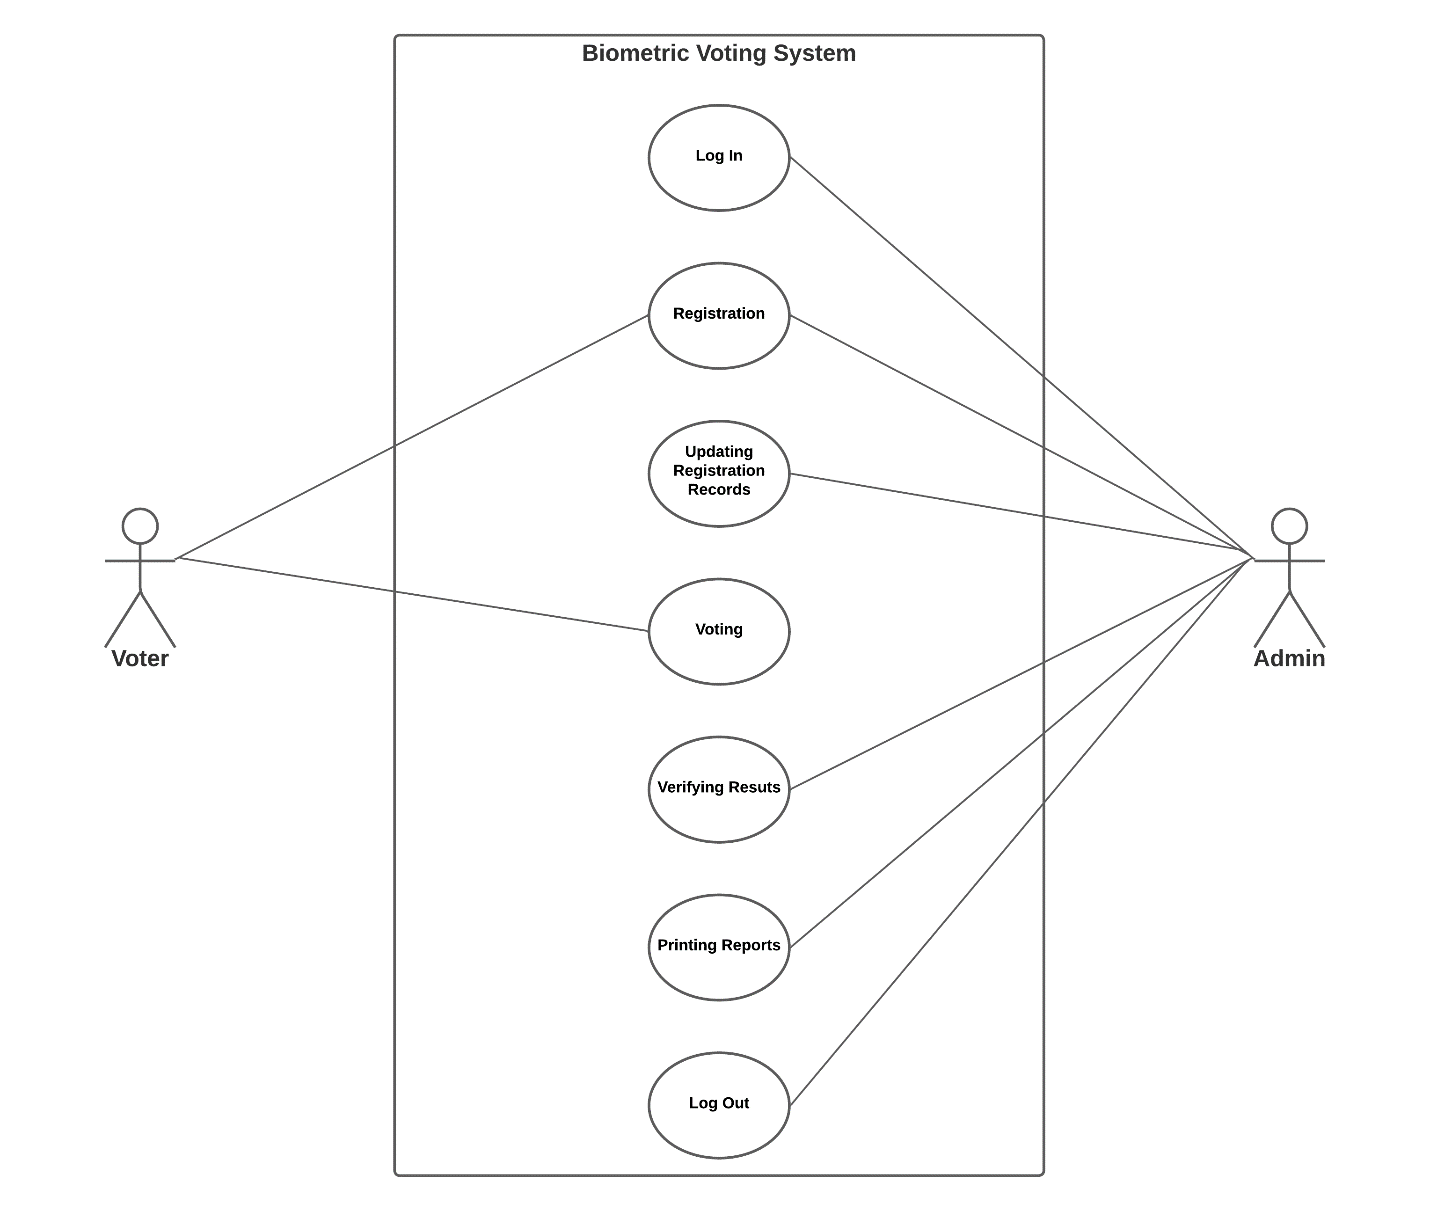 Biometric Voting System
Log In
Registration
Updating
Registration
Records
Voting
Voter
Admin
Verifying Resuts
Printing Reports
Log Out